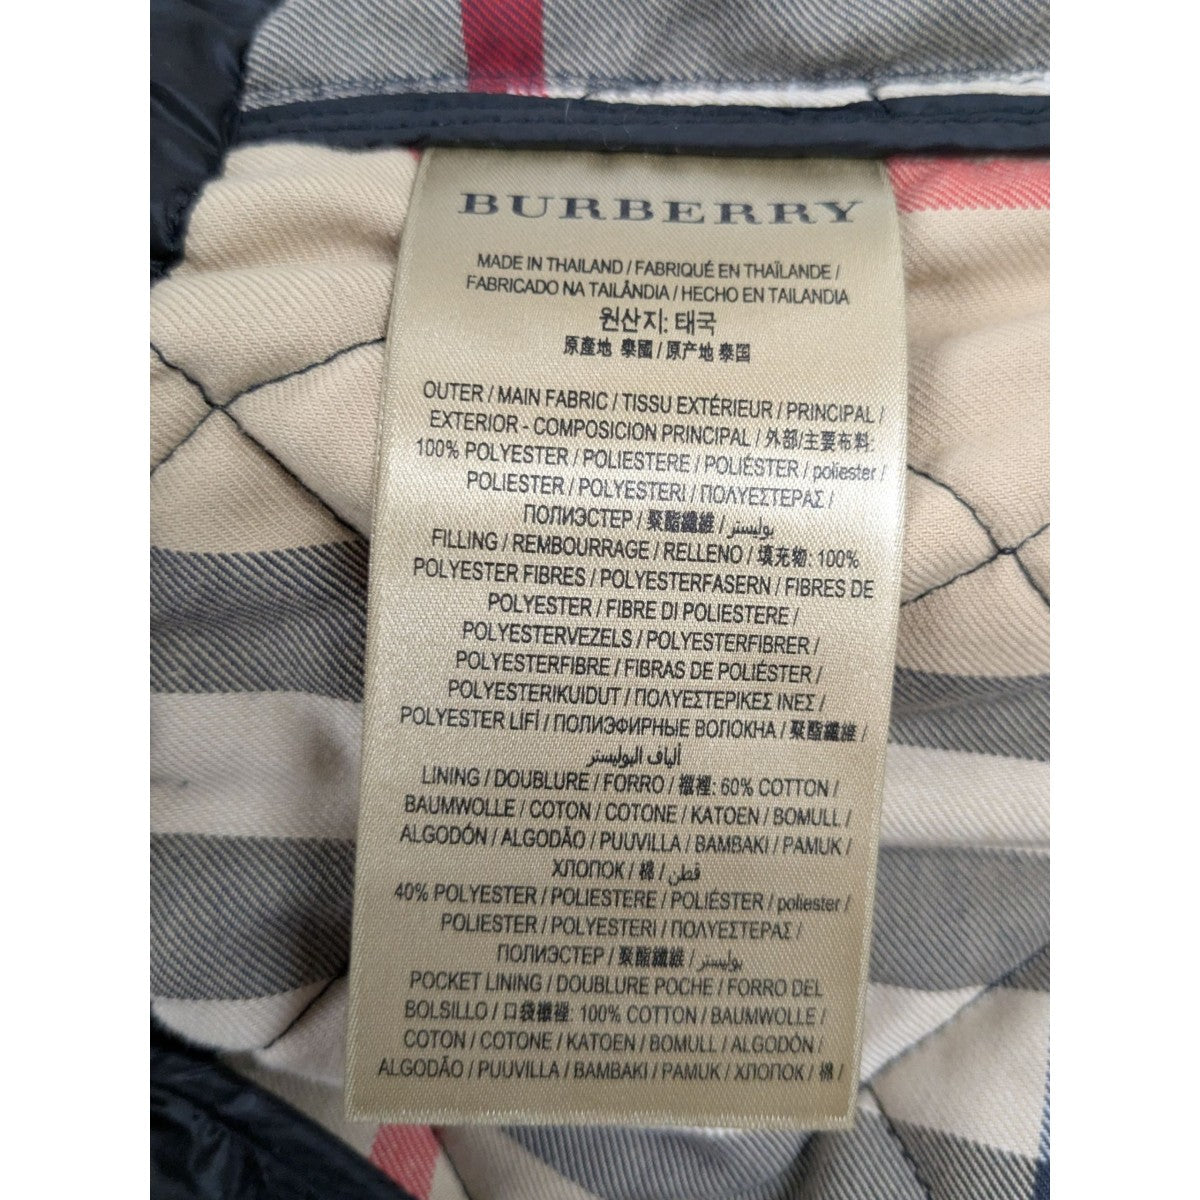 BURBERRY
MADE IN THAILAND / FABRIQUÉ EN THAÏLANDE /
FABRICADO NA TAILÂNDIA / HECHO EN TAILANDIA
원산지: 태국
原產地 泰國 / 原产地 泰国
OUTER / MAIN FABRIC / TISSU EXTÉRIEUR / PRINCIPAL /
EXTERIOR - COMPOSICION PRINCIPAL / 外部/主要布料:
100% POLYESTER / POLIESTERE / POLIÉSTER / poliester /
POLIESTER / POLYESTERI / ΠΟΛΥΕΣΤΕΡΑΣ /
ПОЛИЭСТЕР / 聚酯纖維 / بوليستر
FILLING / REMBOURRAGE / RELLENO / 填充物: 100%
POLYESTER FIBRES / POLYESTERFASERN / FIBRES DE
POLYESTER / FIBRE DI POLIESTERE /
POLYESTERVEZELS / POLYESTERFIBRER /
POLYESTERFIBRE / FIBRAS DE POLIÉSTER /
POLYESTERIKUIDUT / ΠΟΛΥΕΣΤΕΡΙΚΕΣ ΙΝΕΣ /
POLYESTER LİFİ / ПОЛИЭФИРНЫЕ ВОЛОКНА / 聚酯纖維 /
ألياف البوليستر
LINING / DOUBLURE / FORRO / 襯裡: 60% COTTON /
BAUMWOLLE / COTON / COTONE / KATOEN / BOMULL /
ALGODÓN / ALGODÃO / PUUVILLA / BAMBAKI / PAMUK /
ХЛОПОК / 棉 / قطن
40% POLYESTER / POLIESTERE / POLIÉSTER / poliester /
POLIESTER / POLYESTERI / ΠΟΛΥΕΣΤΕΡΑΣ /
ПОЛИЭСТЕР / 聚酯纖維 / بوليستر
POCKET LINING / DOUBLURE POCHE / FORRO DEL
BOLSILLO / 口袋襯裡: 100% COTTON / BAUMWOLLE /
COTON / COTONE / KATOEN / BOMULL / ALGODÓN /
ALGODÃO / PUUVILLA / BAMBAKI / PAMUK / ХЛОПОК / 棉 /